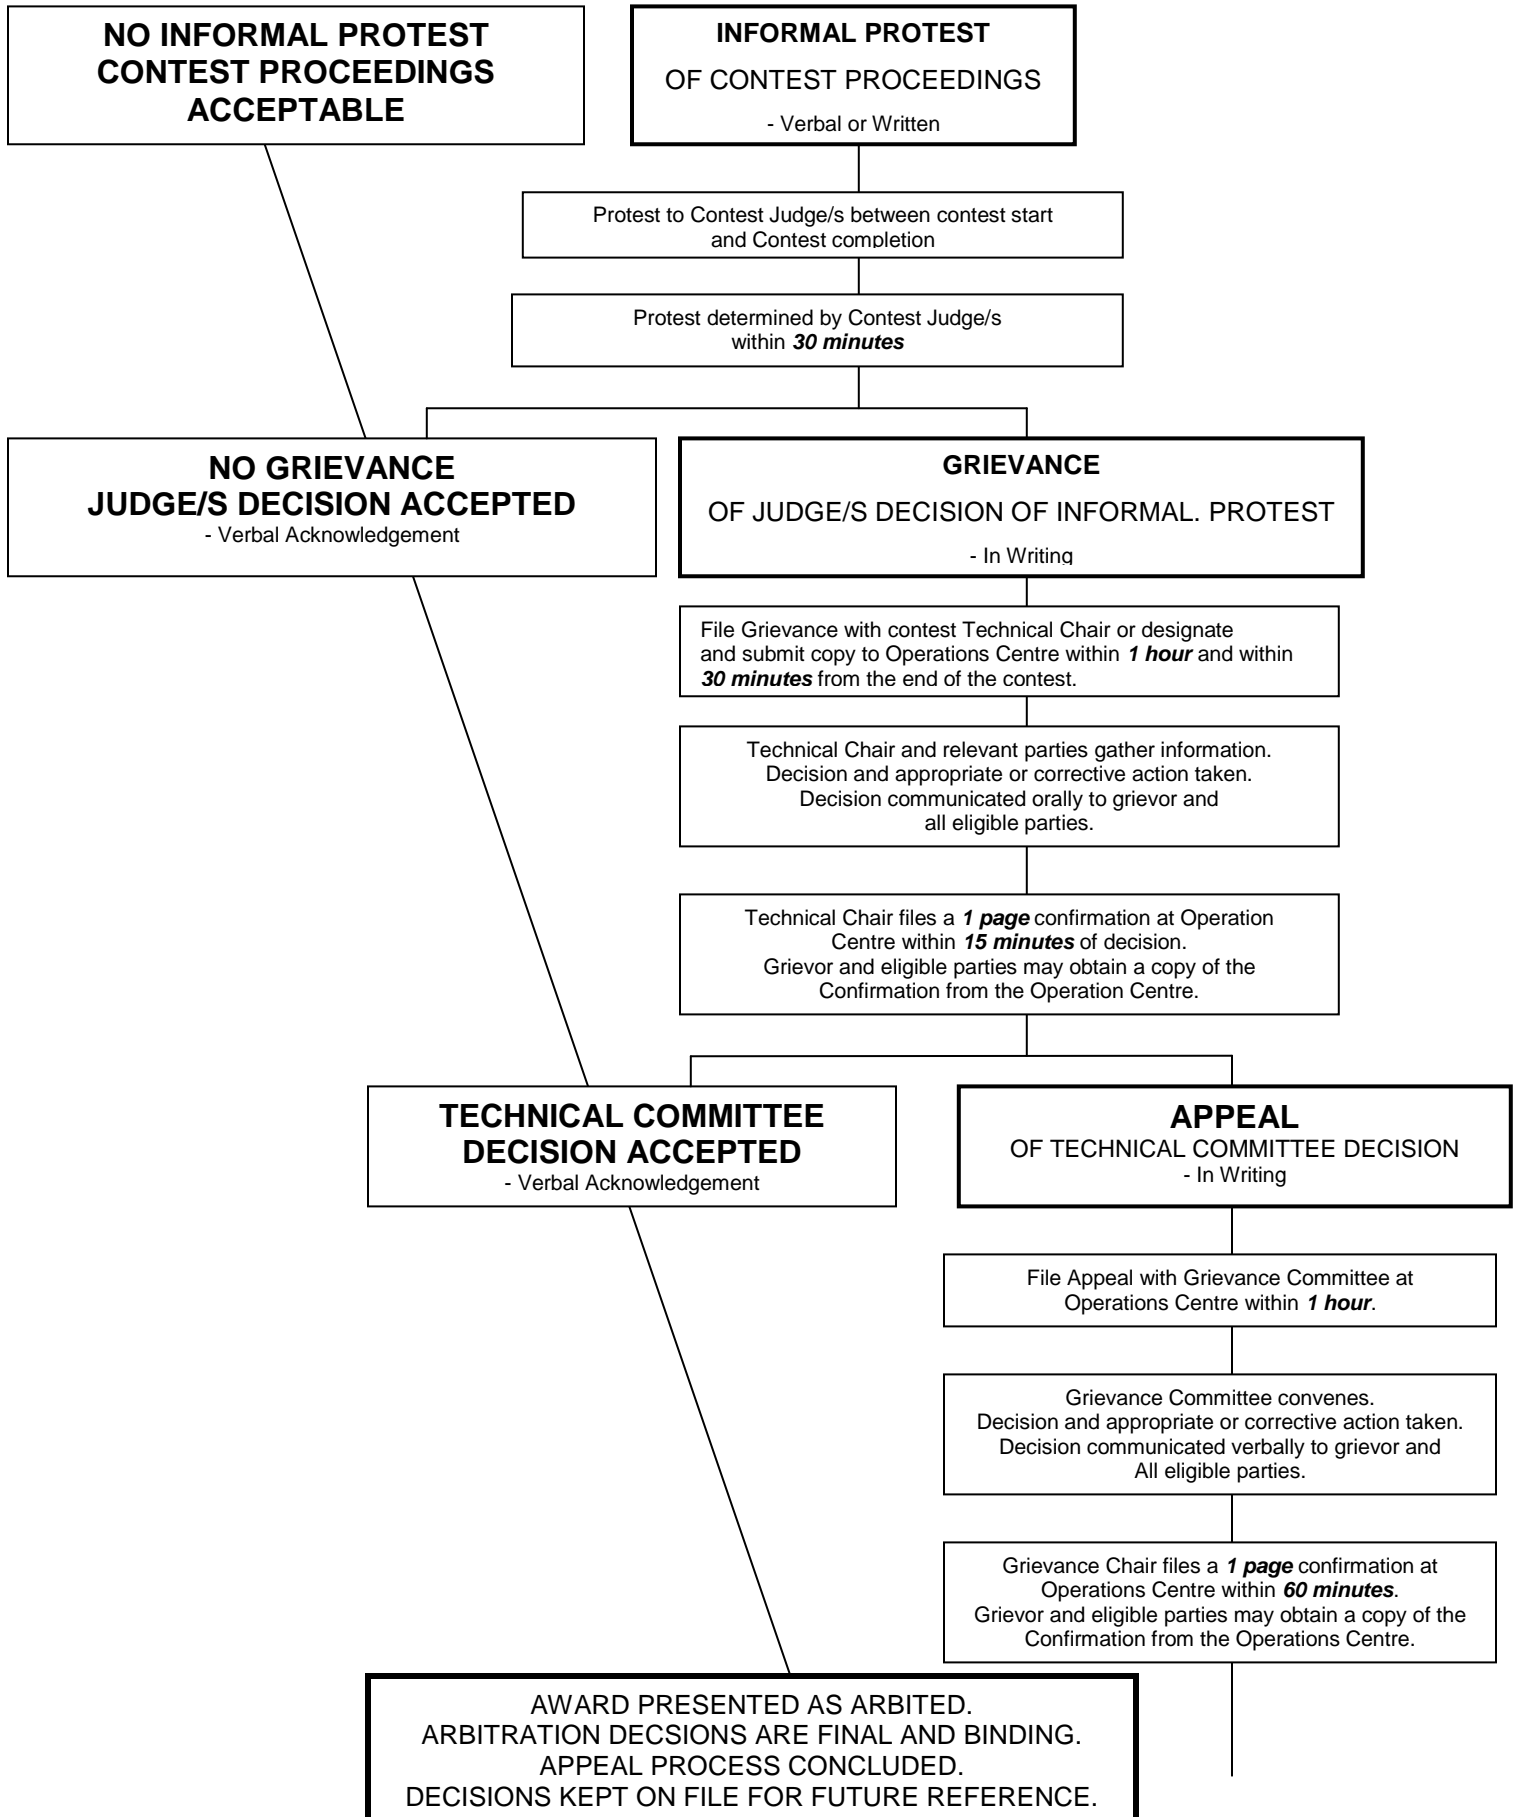 NO INFORMAL PROTEST
CONTEST PROCEEDINGS
ACCEPTABLE
INFORMAL PROTEST
OF CONTEST PROCEEDINGS
- Verbal or Written
Protest to Contest Judge/s between contest start
and Contest completion
Protest determined by Contest Judge/s
within 30 minutes
NO GRIEVANCE
JUDGE/S DECISION ACCEPTED
- Verbal Acknowledgement
GRIEVANCE
OF JUDGE/S DECISION OF INFORMAL. PROTEST
- In Writing
File Grievance with contest Technical Chair or designate
and submit copy to Operations Centre within 1 hour and within
30 minutes from the end of the contest.
Technical Chair and relevant parties gather information.
Decision and appropriate or corrective action taken.
Decision communicated orally to grievor and
all eligible parties.
Technical Chair files a 1 page confirmation at Operation
Centre within 15 minutes of decision.
Grievor and eligible parties may obtain a copy of the
Confirmation from the Operation Centre.
TECHNICAL COMMITTEE
DECISION ACCEPTED
- Verbal Acknowledgement
APPEAL
OF TECHNICAL COMMITTEE DECISION
- In Writing
File Appeal with Grievance Committee at
Operations Centre within 1 hour.
Grievance Committee convenes.
Decision and appropriate or corrective action taken.
Decision communicated verbally to grievor and
All eligible parties.
Grievance Chair files a 1 page confirmation at
Operations Centre within 60 minutes.
Grievor and eligible parties may obtain a copy of the
Confirmation from the Operations Centre.
AWARD PRESENTED AS ARBITED.
ARBITRATION DECSIONS ARE FINAL AND BINDING.
APPEAL PROCESS CONCLUDED.
DECISIONS KEPT ON FILE FOR FUTURE REFERENCE.